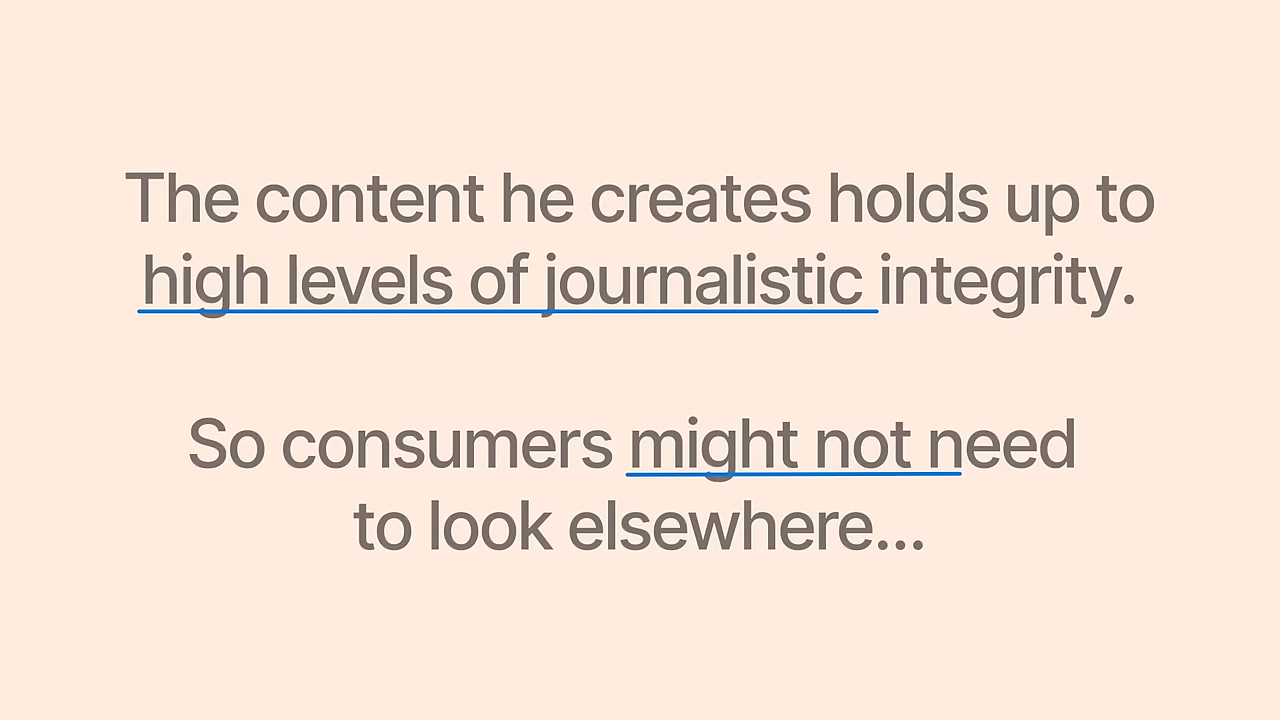 The content he creates holds up to
high levels of journalistic integrity.
So consumers might not need
to look elsewhere...